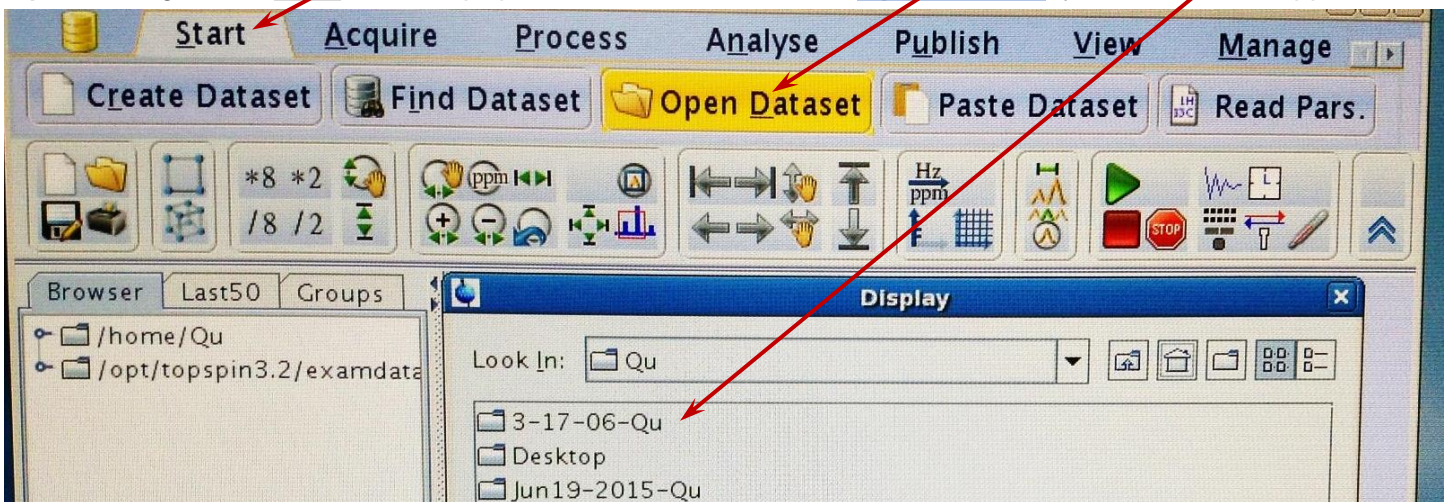 Start Acquire Process Analyse Publish View Manage
Create Dataset Find Dataset Open Dataset Paste Dataset 1H 13C Read Pars.
*8 *2 ppm A Hz ppm
/8 /2 F STOP T
Browser Last50 Groups Display
/home/Qu
/opt/topspin3.2/examdata
Look In: Qu
3-17-06-Qu
Desktop
Jun19-2015-Qu